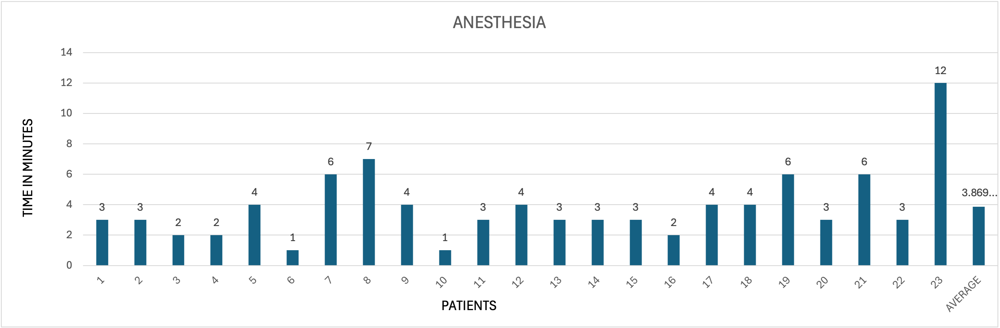 ANESTHESIA
TIME IN MINUTES
14
12
10
8
6
4
2
0
3 3 2 2 4 1 6 7 4 1 3 4 3 3 3 2 4 4 6 3 6 3 12 3.869...
1 2 3 4 5 6 7 8 9 10 11 12 13 14 15 16 17 18 19 20 21 22 23 AVERAGE
PATIENTS